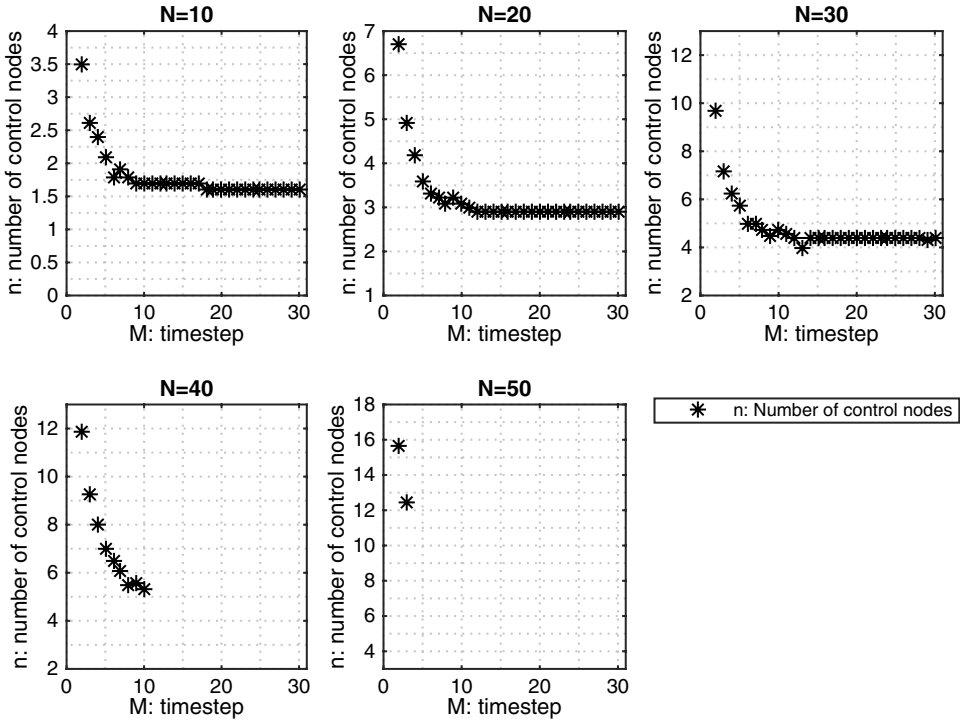 N=10
n: number of control nodes
4
3.5
3
2.5
2
1.5
1
0.5
0
0 10 20 30
M: timestep
N=20
n: number of control nodes
7
6
5
4
3
2
1
0 10 20 30
M: timestep
N=30
n: number of control nodes
12
10
8
6
4
2
0 10 20 30
M: timestep
N=40
n: number of control nodes
12
10
8
6
4
2
0 10 20 30
M: timestep
N=50
n: number of control nodes
18
16
14
12
10
8
6
4
0 10 20 30
M: timestep
n: Number of control nodes